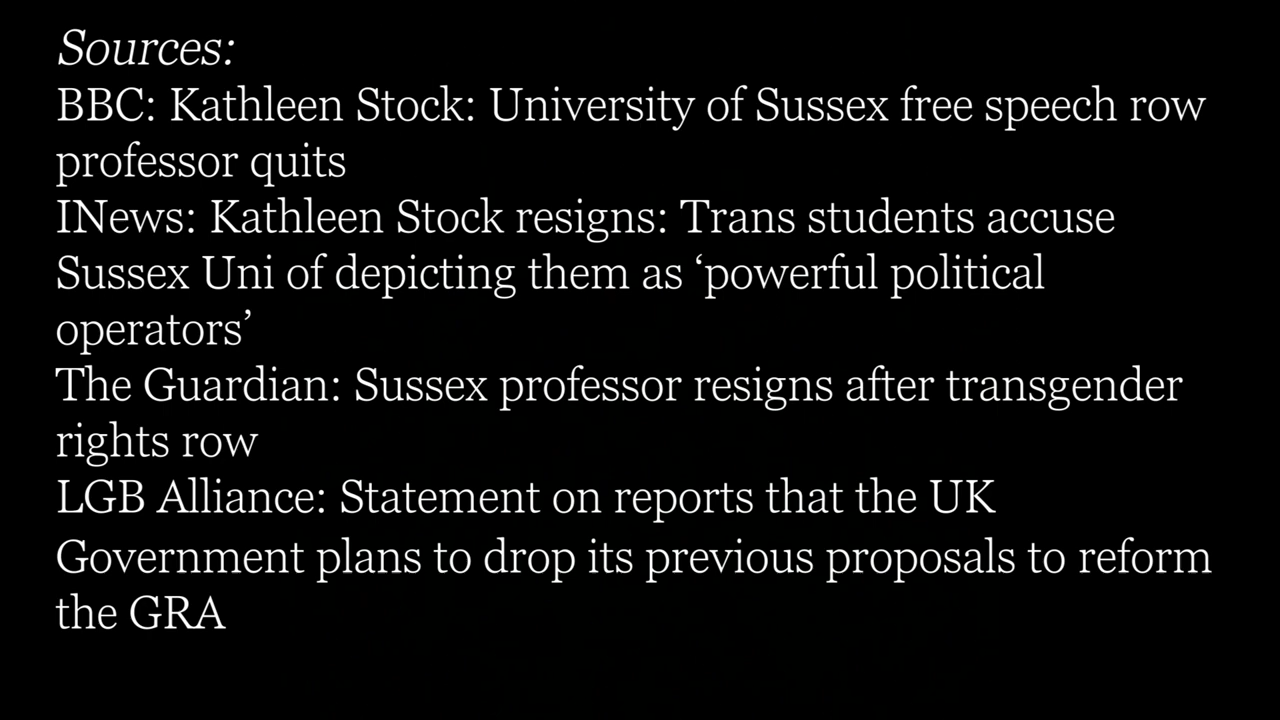 Sources:
BBC: Kathleen Stock: University of Sussex free speech row
professor quits
INews: Kathleen Stock resigns: Trans students accuse
Sussex Uni of depicting them as ‘powerful political
operators’
The Guardian: Sussex professor resigns after transgender
rights row
LGB Alliance: Statement on reports that the UK
Government plans to drop its previous proposals to reform
the GRA